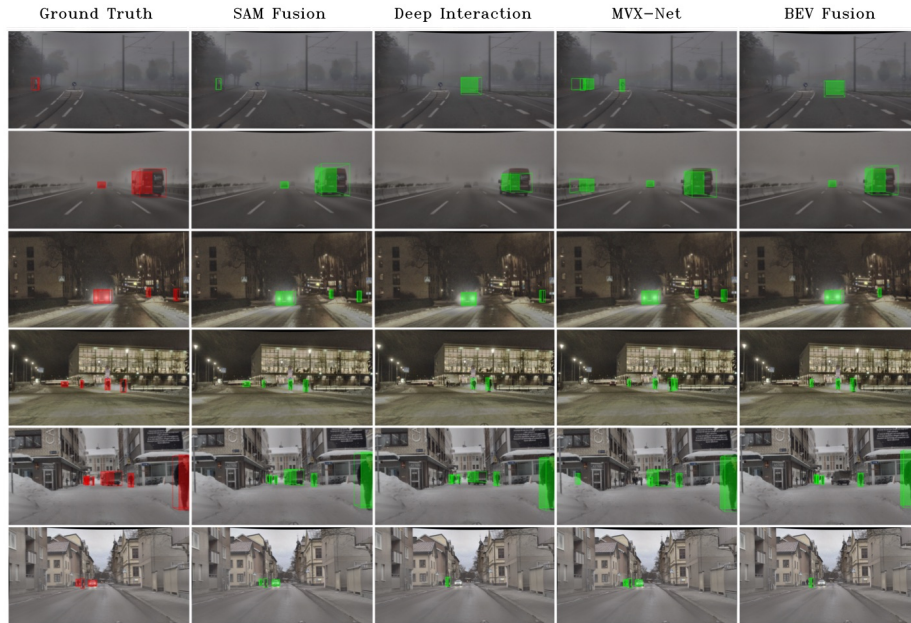 Ground Truth
SAM Fusion
Deep Interaction
MVX-Net
BEV Fusion